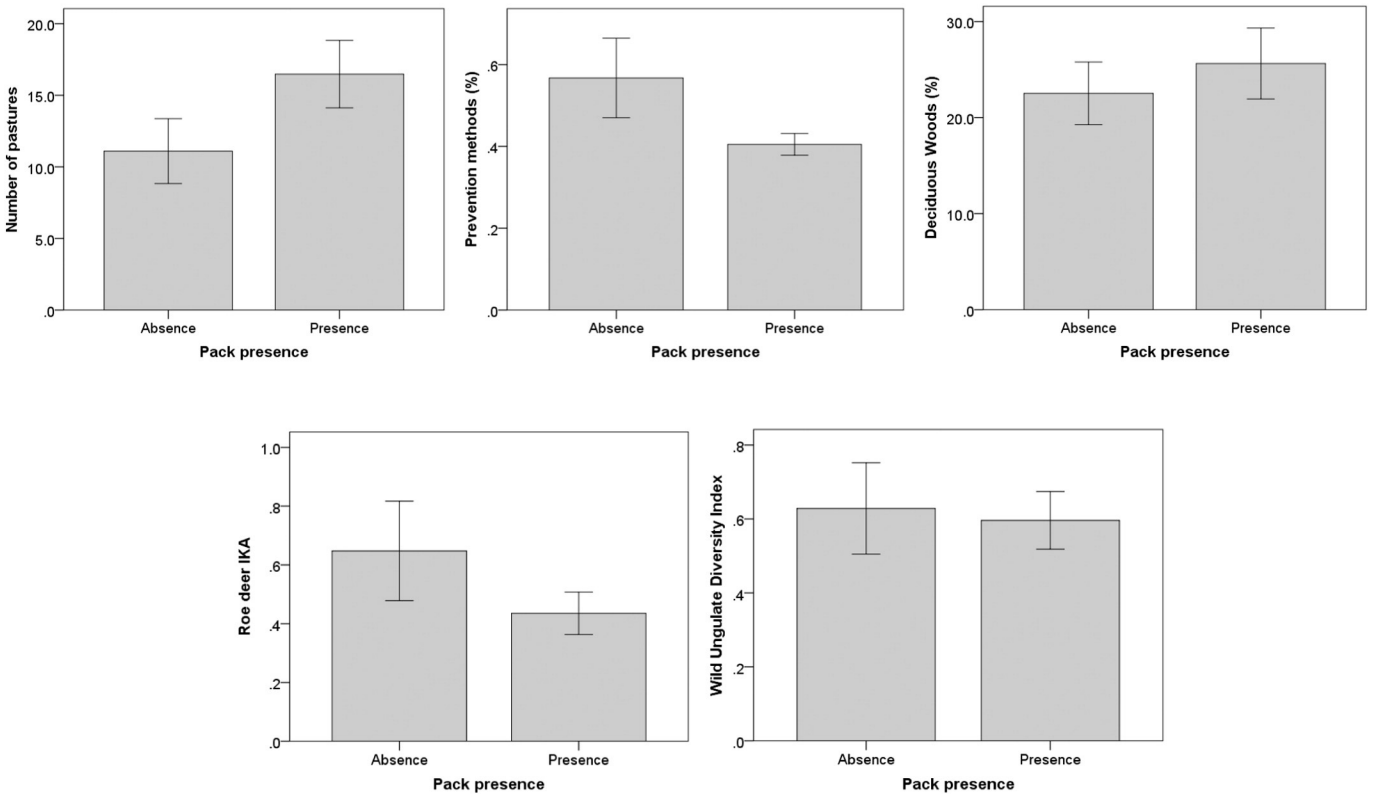 Number of pastures
20.0
15.0
10.0
5.0
.0
Absence
Presence
Pack presence
Prevention methods (%)
.6
.4
.2
.0
Absence
Presence
Pack presence
Deciduous Woods (%)
30.0
20.0
10.0
.0
Absence
Presence
Pack presence
Roe deer IKA
1.0
.8
.6
.4
.2
.0
Absence
Presence
Pack presence
Wild Ungulate Diversity Index
.8
.6
.4
.2
.0
Absence
Presence
Pack presence